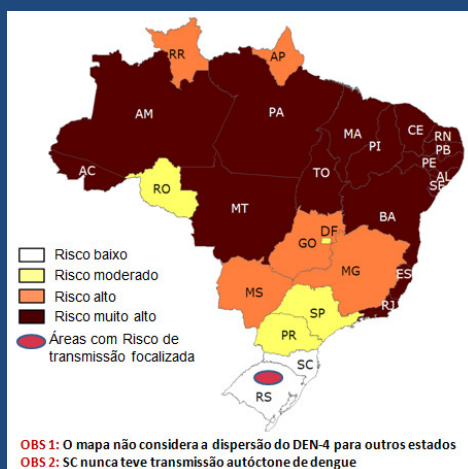 RR
AP
AM
PA
MA
CE
RN
PI
PB
PE
AC
TO
AL
SE
RO
MT
BA
DF
GO
Risco baixo
MG
ES
Risco moderado
MS
Risco alto
SP
RJ
Risco muito alto
PR
Áreas com Risco de
transmissão focalizada
SC
RS
OBS 1: O mapa não considera a dispersão do DEN-4 para outros estados
OBS 2: SC nunca teve transmissão autóctone de dengue